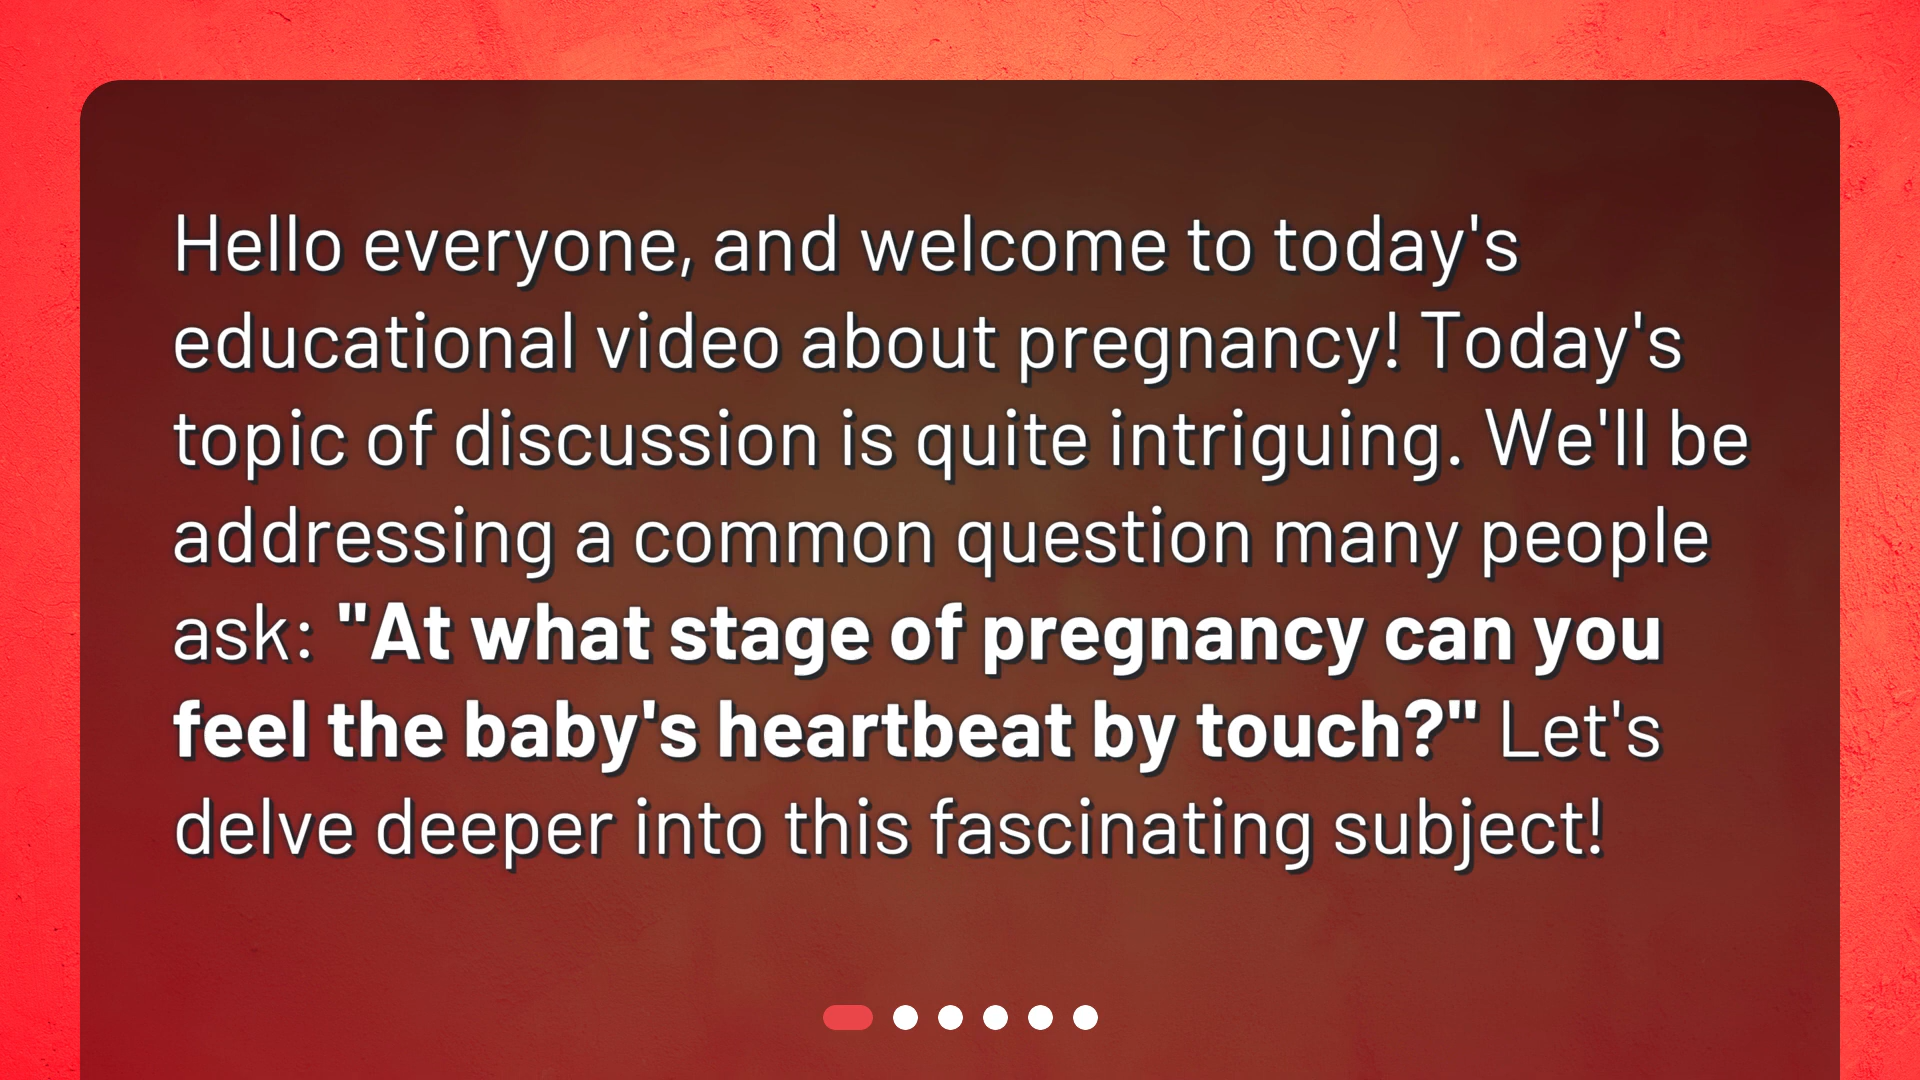 Hello everyone, and welcome to today's
educational video about pregnancy! Today's
topic of discussion is quite intriguing. We'll be
addressing a common question many people
ask: "At what stage of pregnancy can you
feel the baby's heartbeat by touch?" Let's
delve deeper into this fascinating subject!